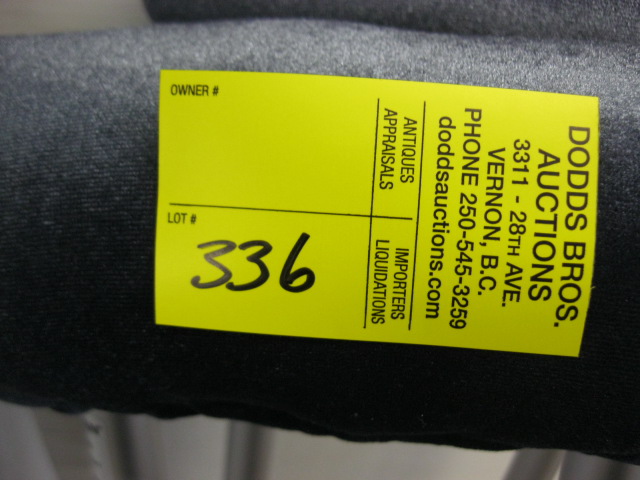 DODDS BROS.
AUCTIONS
3311 - 28TH AVE.
VERNON, B.C.
PHONE 250-545-3259
doddsauctions.com
ANTIQUES
APPRAISALS
IMPORTERS
LIQUIDATIONS
OWNER #
LOT #
336